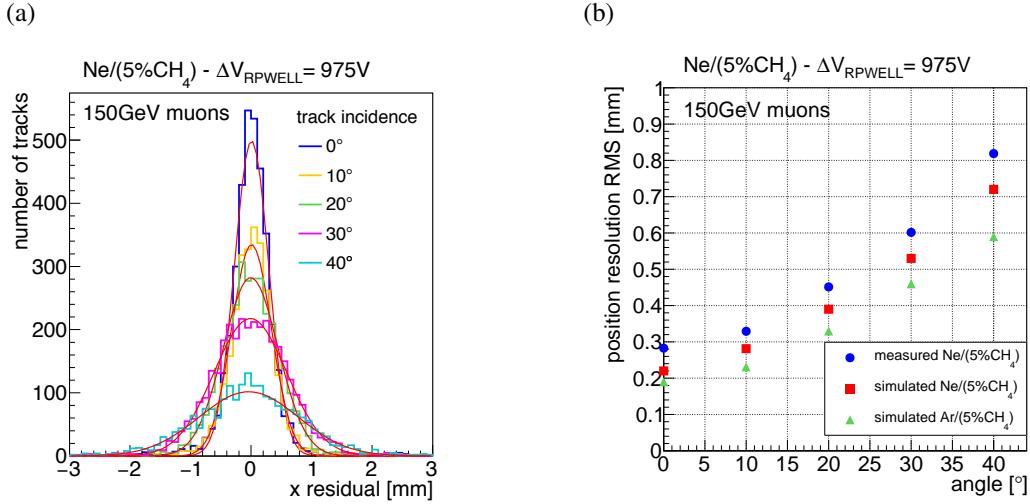 (a)
Ne/(5%CH4) - ΔVRPWELL= 975V
150GeV muons
number of tracks
500
400
300
200
100
0
track incidence
0°
10°
20°
30°
40°
−3 −2 −1 0 1 2 3
x residual [mm]
(b)
Ne/(5%CH4) - ΔVRPWELL= 975V
150GeV muons
position resolution RMS [mm]
1
0.9
0.8
0.7
0.6
0.5
0.4
0.3
0.2
0.1
0
measured Ne/(5%CH4)
simulated Ne/(5%CH4)
simulated Ar/(5%CH4)
0 5 10 15 20 25 30 35 40
angle [°]